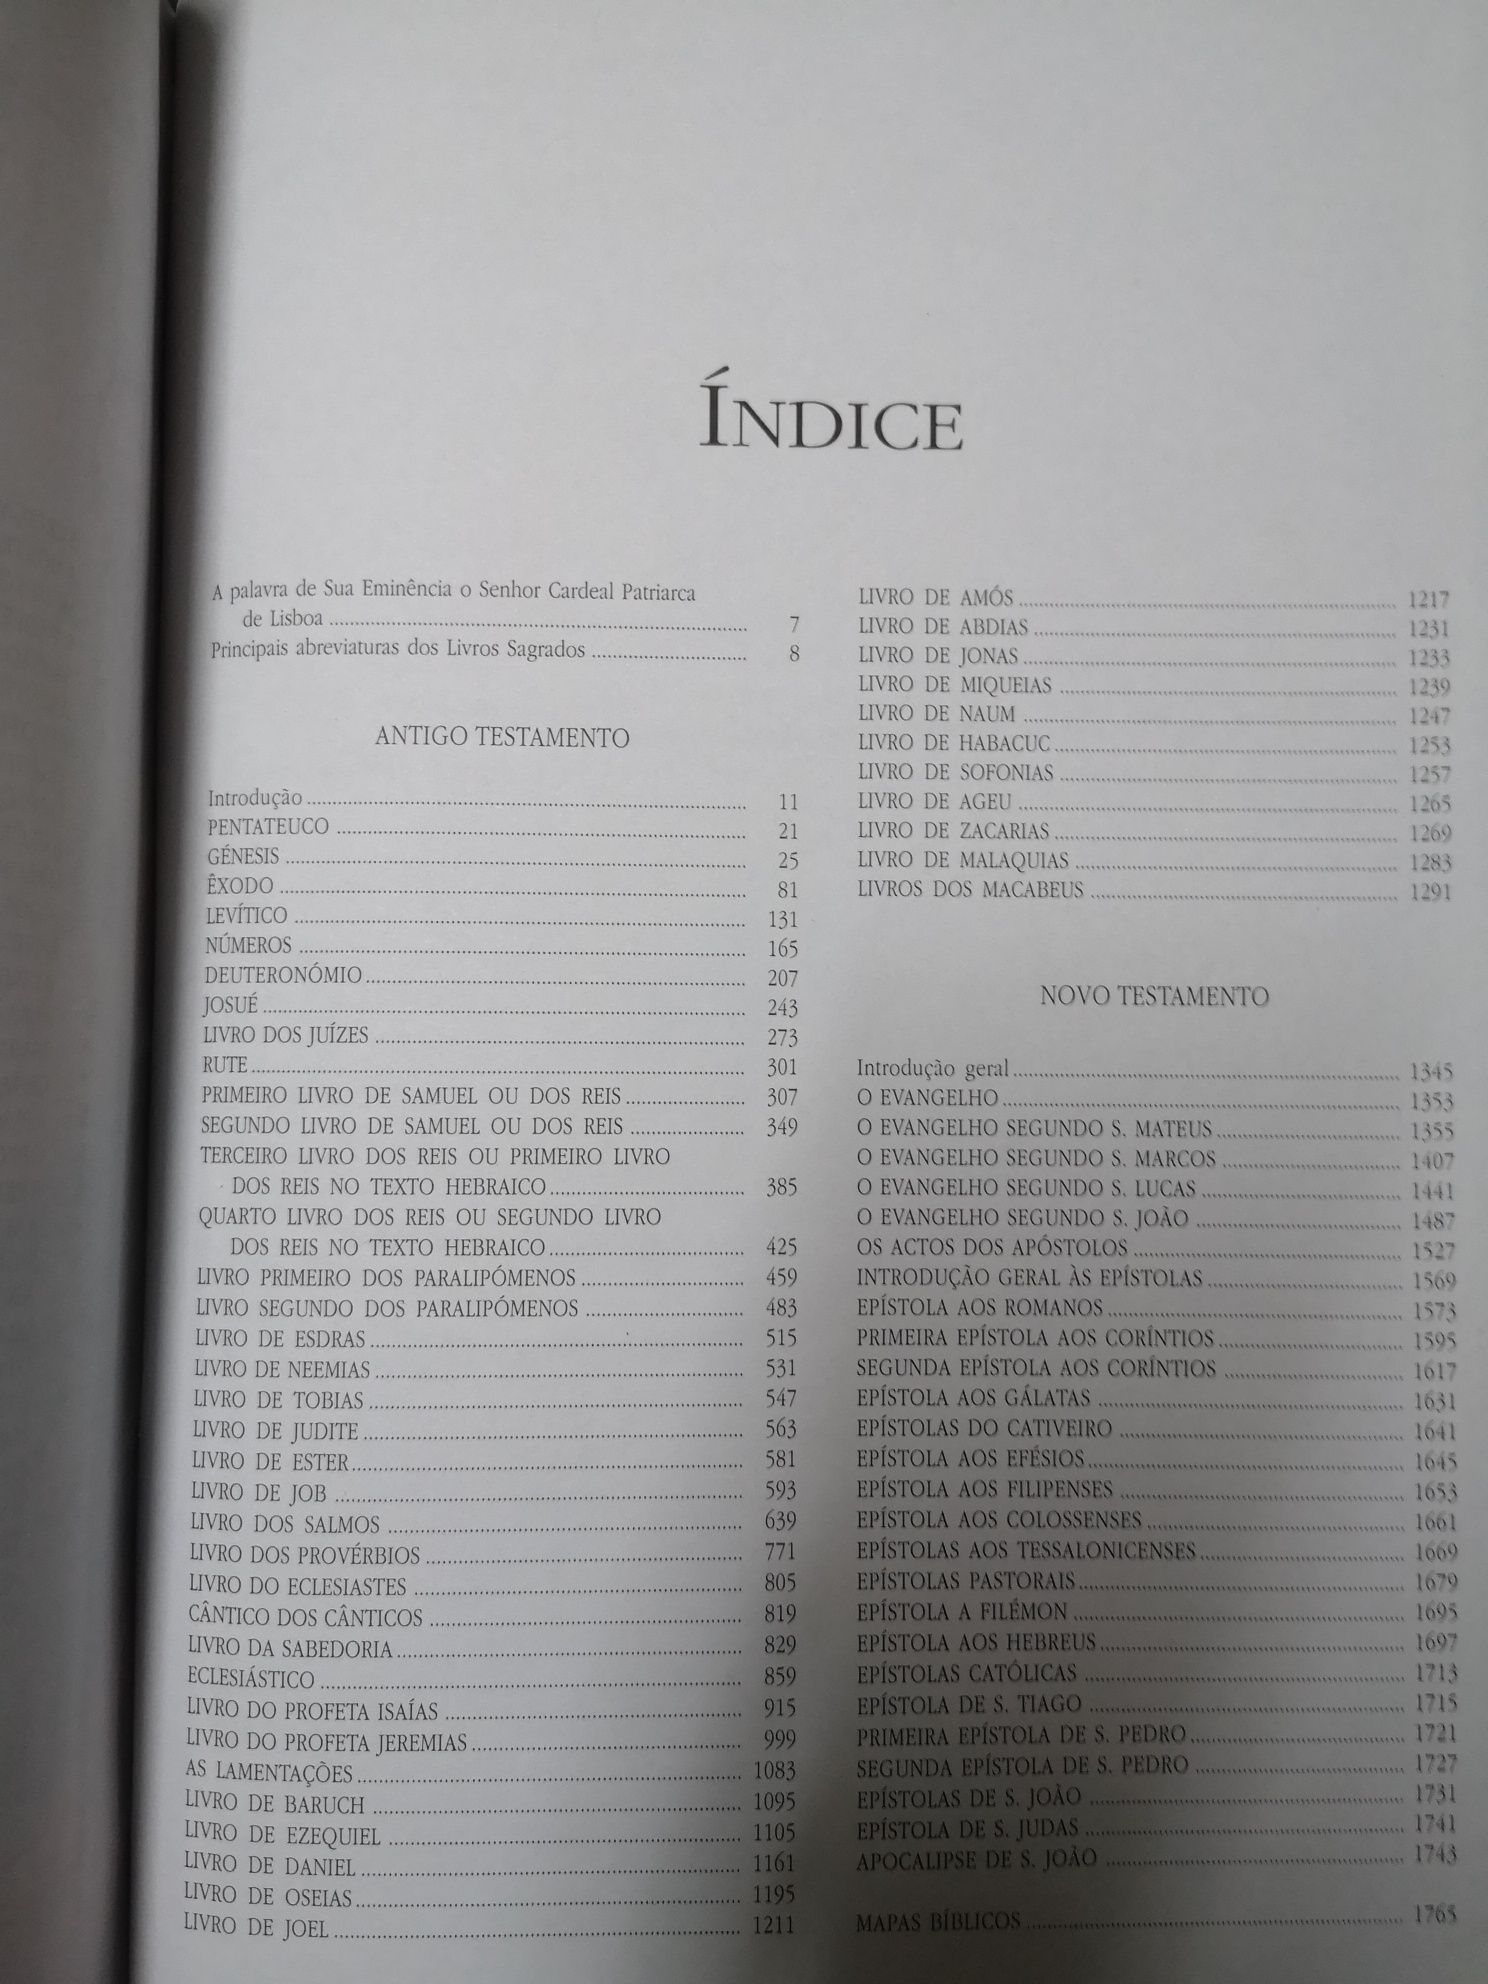 ÍNDICE
A palavra de Sua Eminência o Senhor Cardeal Patriarca
de Lisboa ........ 7
Principais abreviaturas dos Livros Sagrados ........ 8
ANTIGO TESTAMENTO
Introdução ........ 11
PENTATEUCO ........ 21
GÉNESIS ........ 25
ÊXODO ........ 81
LEVÍTICO ........ 131
NÚMEROS ........ 165
DEUTERONÓMIO ........ 207
JOSUÉ ........ 243
LIVRO DOS JUÍZES ........ 273
RUTE ........ 301
PRIMEIRO LIVRO DE SAMUEL OU DOS REIS ........ 307
SEGUNDO LIVRO DE SAMUEL OU DOS REIS ........ 349
TERCEIRO LIVRO DOS REIS OU PRIMEIRO LIVRO
DOS REIS NO TEXTO HEBRAICO ........ 385
QUARTO LIVRO DOS REIS OU SEGUNDO LIVRO
DOS REIS NO TEXTO HEBRAICO ........ 425
LIVRO PRIMEIRO DOS PARALIPÓMENOS ........ 459
LIVRO SEGUNDO DOS PARALIPÓMENOS ........ 483
LIVRO DE ESDRAS ........ 515
LIVRO DE NEEMIAS ........ 531
LIVRO DE TOBIAS ........ 547
LIVRO DE JUDITE ........ 563
LIVRO DE ESTER ........ 581
LIVRO DE JOB ........ 593
LIVRO DOS SALMOS ........ 639
LIVRO DOS PROVÉRBIOS ........ 771
LIVRO DO ECLESIASTES ........ 805
CÂNTICO DOS CÂNTICOS ........ 819
LIVRO DA SABEDORIA ........ 829
ECLESIÁSTICO ........ 859
LIVRO DO PROFETA ISAÍAS ........ 915
LIVRO DO PROFETA JEREMIAS ........ 999
AS LAMENTAÇÕES ........ 1083
LIVRO DE BARUCH ........ 1095
LIVRO DE EZEQUIEL ........ 1105
LIVRO DE DANIEL ........ 1161
LIVRO DE OSEIAS ........ 1195
LIVRO DE JOEL ........ 1211
LIVRO DE AMÓS ........ 1217
LIVRO DE ABDIAS ........ 1231
LIVRO DE JONAS ........ 1233
LIVRO DE MIQUEIAS ........ 1239
LIVRO DE NAUM ........ 1247
LIVRO DE HABACUC ........ 1253
LIVRO DE SOFONIAS ........ 1257
LIVRO DE AGEU ........ 1265
LIVRO DE ZACARIAS ........ 1269
LIVRO DE MALAQUIAS ........ 1283
LIVROS DOS MACABEUS ........ 1291
NOVO TESTAMENTO
Introdução geral ........ 1345
O EVANGELHO ........ 1353
O EVANGELHO SEGUNDO S. MATEUS ........ 1355
O EVANGELHO SEGUNDO S. MARCOS ........ 1407
O EVANGELHO SEGUNDO S. LUCAS ........ 1441
O EVANGELHO SEGUNDO S. JOÃO ........ 1487
OS ACTOS DOS APÓSTOLOS ........ 1527
INTRODUÇÃO GERAL ÀS EPÍSTOLAS ........ 1569
EPÍSTOLA AOS ROMANOS ........ 1573
PRIMEIRA EPÍSTOLA AOS CORÍNTIOS ........ 1595
SEGUNDA EPÍSTOLA AOS CORÍNTIOS ........ 1617
EPÍSTOLA AOS GÁLATAS ........ 1631
EPÍSTOLAS DO CATIVEIRO ........ 1641
EPÍSTOLA AOS EFÉSIOS ........ 1645
EPÍSTOLA AOS FILIPENSES ........ 1653
EPÍSTOLA AOS COLOSSENSES ........ 1661
EPÍSTOLAS AOS TESSALONICENSES ........ 1669
EPÍSTOLAS PASTORAIS ........ 1679
EPÍSTOLA A FILÉMON ........ 1695
EPÍSTOLA AOS HEBREUS ........ 1697
EPÍSTOLAS CATÓLICAS ........ 1713
EPÍSTOLA DE S. TIAGO ........ 1715
PRIMEIRA EPÍSTOLA DE S. PEDRO ........ 1721
SEGUNDA EPÍSTOLA DE S. PEDRO ........ 1727
EPÍSTOLAS DE S. JOÃO ........ 1731
EPÍSTOLA DE S. JUDAS ........ 1741
APOCALIPSE DE S. JOÃO ........ 1743
MAPAS BÍBLICOS ........ 1765